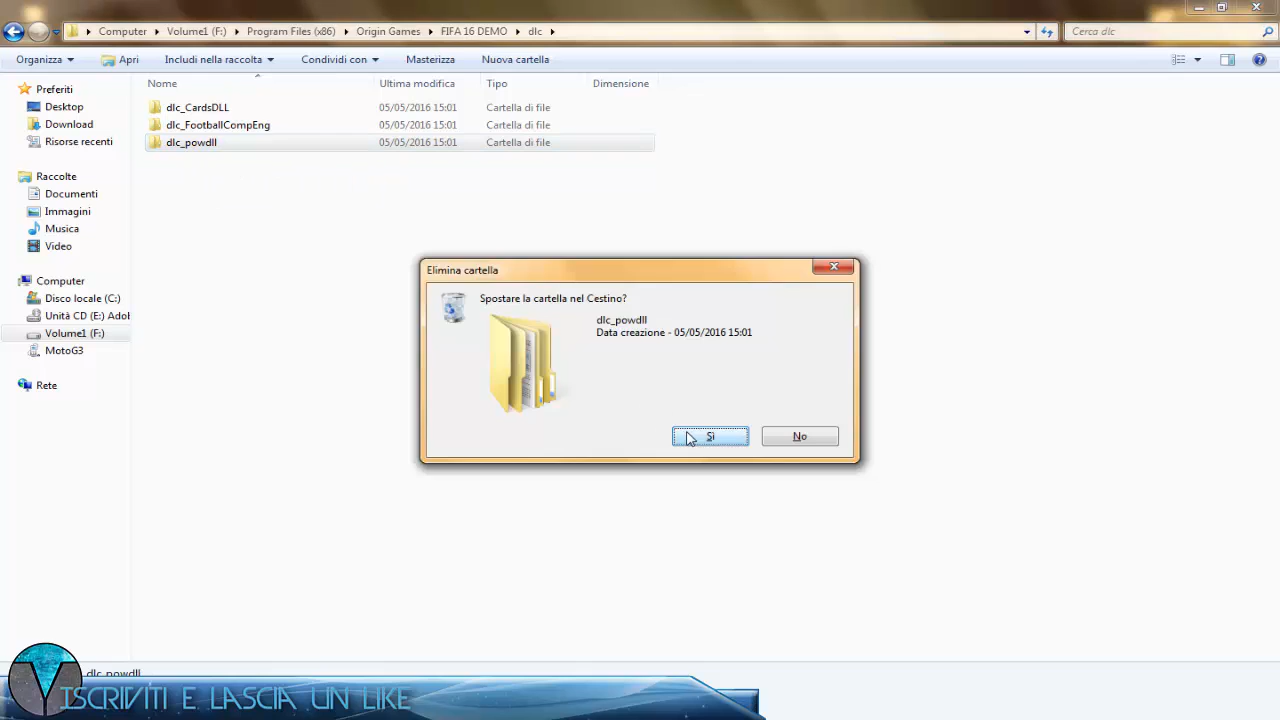 Computer Volume1 (F:) Program Files (x86) Origin Games FIFA 16 DEMO dlc
Cerca dlc
Organizza Apri Includi nella raccolta Condividi con Masterizza Nuova cartella
Nome Ultima modifica Tipo Dimensione
dlc_CardsDLL 05/05/2016 15:01 Cartella di file
dlc_FootballCompEng 05/05/2016 15:01 Cartella di file
dlc_powdll 05/05/2016 15:01 Cartella di file
Preferiti
Desktop
Download
Risorse recenti
Raccolte
Documenti
Immagini
Musica
Video
Computer
Disco locale (C:)
Unità CD (E:) Adol
Volume1 (F:)
MotoG3
Rete
Elimina cartella
Spostare la cartella nel Cestino?
dlc_powdll
Data creazione - 05/05/2016 15:01
Sì No
dlc_powdll
ISCRIVITI E LASCIA UN LIKE